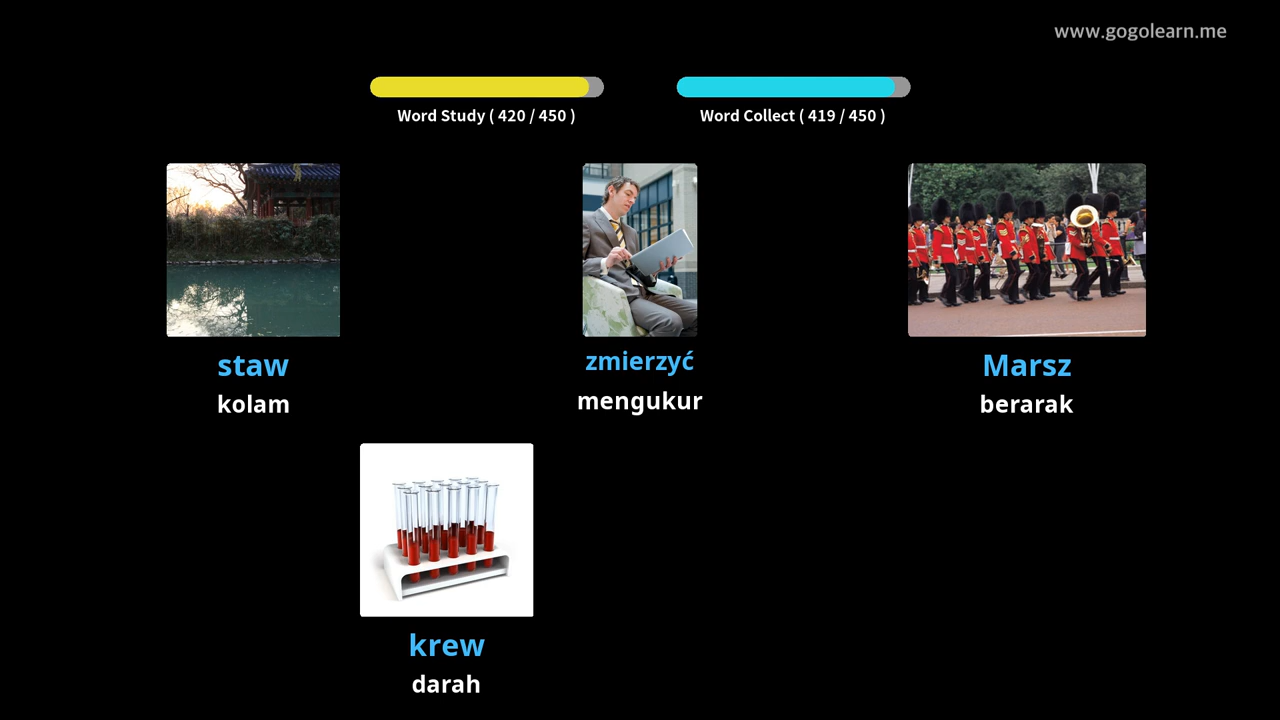 www.gogolearn.me
Word Study ( 420 / 450 )
Word Collect ( 419 / 450 )
staw
kolam
zmierzyć
mengukur
Marsz
berarak
krew
darah